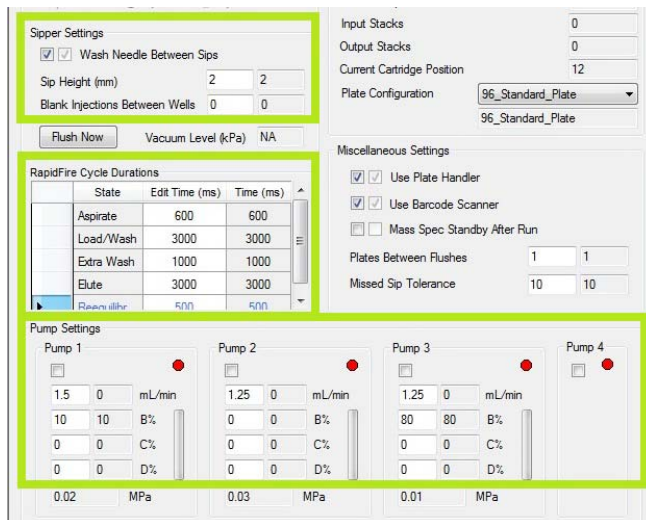 Sipper Settings
Wash Needle Between Sips
Sip Height (mm) 2 2
Blank Injections Between Wells 0 0
Flush Now Vacuum Level (kPa) NA
RapidFire Cycle Durations
State Edit Time (ms) Time (ms)
Aspirate 600 600
Load/Wash 3000 3000
Extra Wash 1000 1000
Elute 3000 3000
Reequilibr 500 500
Input Stacks 0
Output Stacks 0
Current Cartridge Position 12
Plate Configuration 96_Standard_Plate
96_Standard_Plate
Miscellaneous Settings
Use Plate Handler
Use Barcode Scanner
Mass Spec Standby After Run
Plates Between Flushes 1 1
Missed Sip Tolerance 10 10
Pump Settings
Pump 1
1.5 0 mL/min
10 10 B%
0 0 C%
0 0 D%
0.02 MPa
Pump 2
1.25 0 mL/min
0 0 B%
0 0 C%
0 0 D%
0.03 MPa
Pump 3
1.25 0 mL/min
80 80 B%
0 0 C%
0 0 D%
0.01 MPa
Pump 4